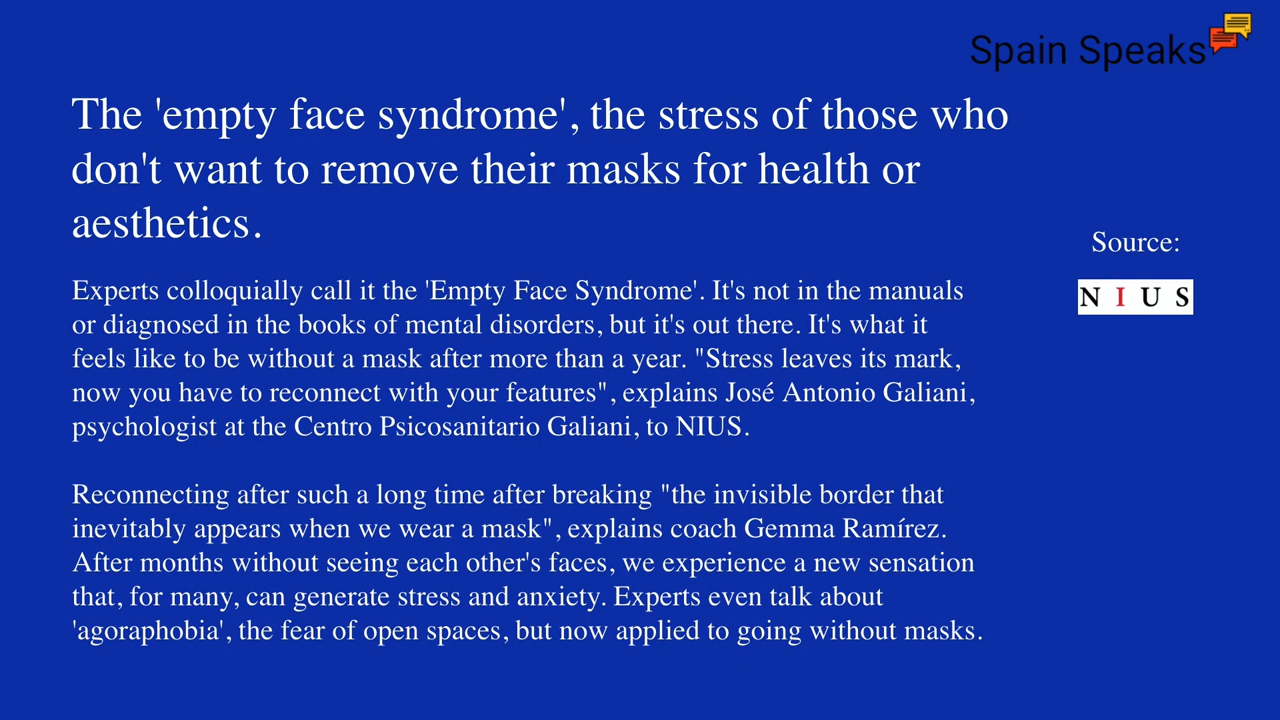 Spain Speaks
The 'empty face syndrome', the stress of those who
don't want to remove their masks for health or
aesthetics.
Source:
NIUS
Experts colloquially call it the 'Empty Face Syndrome'. It's not in the manuals
or diagnosed in the books of mental disorders, but it's out there. It's what it
feels like to be without a mask after more than a year. "Stress leaves its mark,
now you have to reconnect with your features", explains José Antonio Galiani,
psychologist at the Centro Psicosanitario Galiani, to NIUS.
Reconnecting after such a long time after breaking "the invisible border that
inevitably appears when we wear a mask", explains coach Gemma Ramírez.
After months without seeing each other's faces, we experience a new sensation
that, for many, can generate stress and anxiety. Experts even talk about
'agoraphobia', the fear of open spaces, but now applied to going without masks.